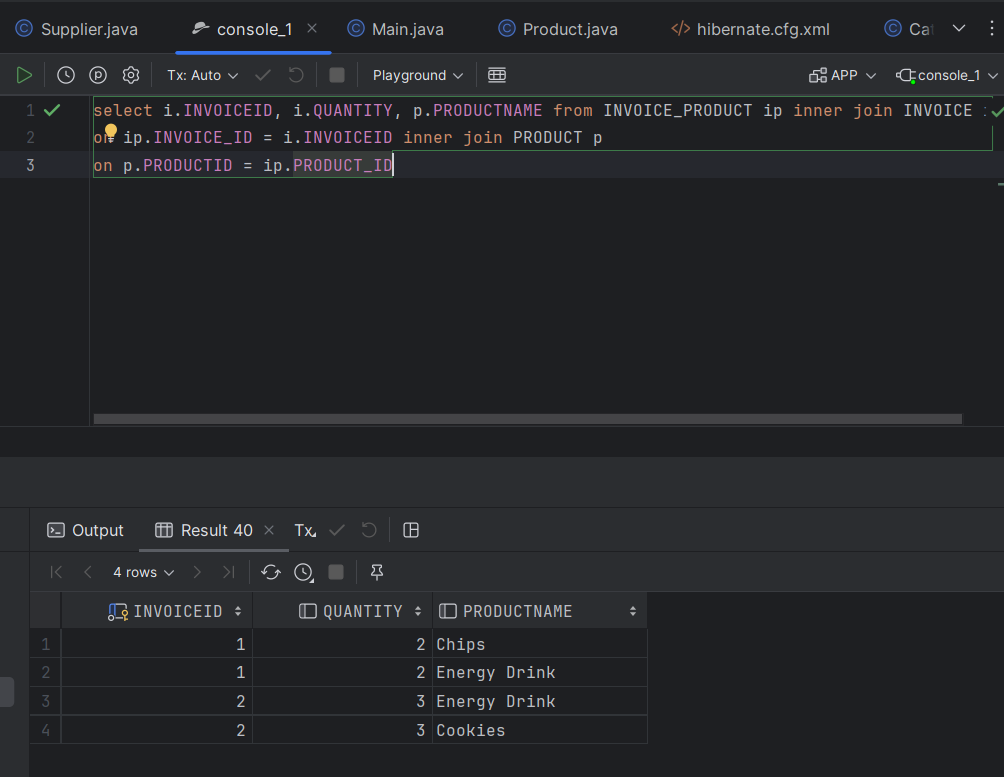 Supplier.java console_1 Main.java Product.java hibernate.cfg.xml Cat
Tx: Auto Playground APP console_1
1 select i.INVOICEID, i.QUANTITY, p.PRODUCTNAME from INVOICE_PRODUCT ip inner join INVOICE
2 on ip.INVOICE_ID = i.INVOICEID inner join PRODUCT p
3 on p.PRODUCTID = ip.PRODUCT_ID
Output Result 40 Tx
4 rows
INVOICEID QUANTITY PRODUCTNAME
1 1 2 Chips
2 1 2 Energy Drink
3 2 3 Energy Drink
4 2 3 Cookies